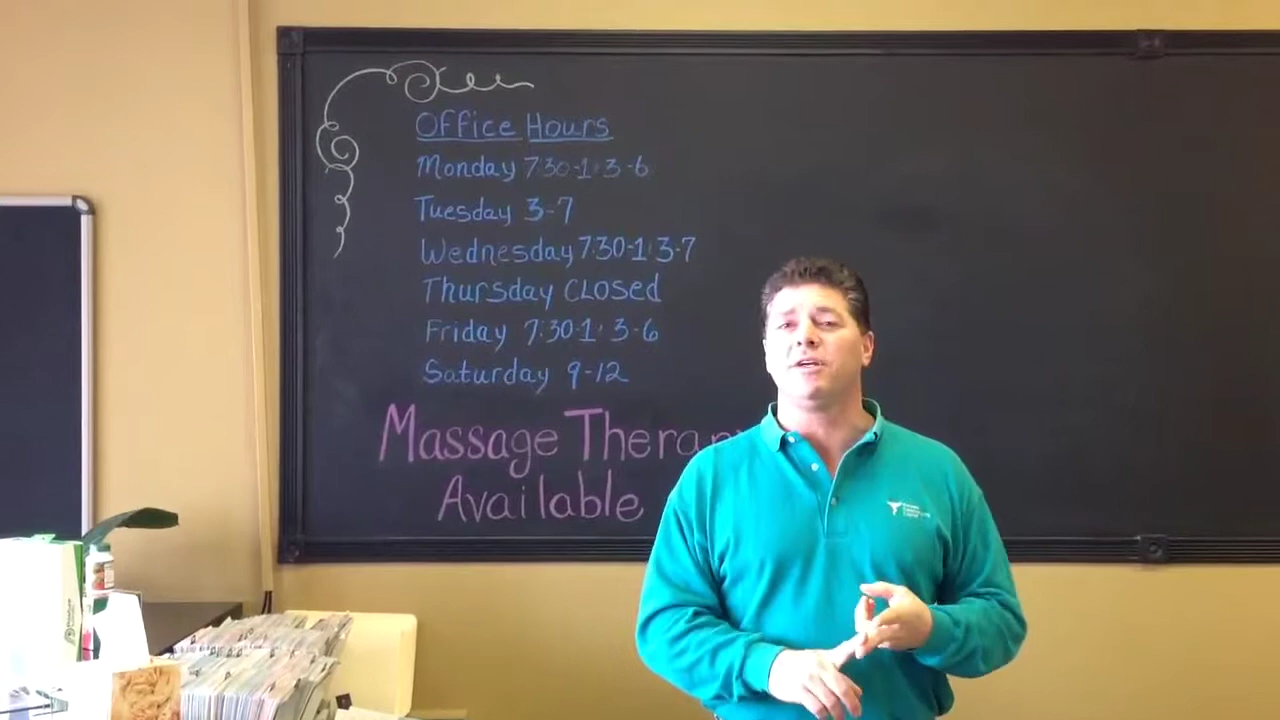 Office Hours
Monday 7:30-1: 3-6
Tuesday 3-7
Wednesday 7:30-1: 3-7
Thursday CLOSED
Friday 7:30-1: 3-6
Saturday 9-12
Massage Therap
Available